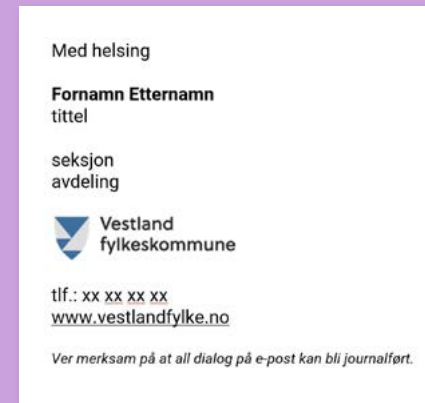 Med helsing
Fornamn Etternamn
tittel
seksjon
avdeling
Vestland
fylkeskommune
tlf.: xx xx xx xx
www.vestlandfylke.no
Ver merksam på at all dialog på e-post kan bli journalført.